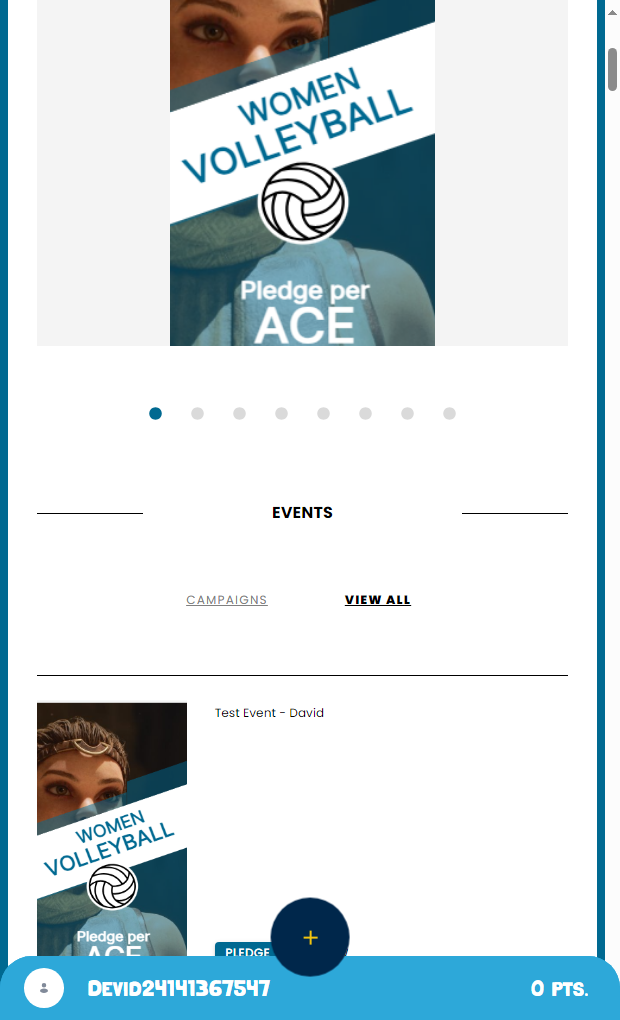 WOMEN
VOLLEYBALL
Pledge per
ACE
EVENTS
CAMPAIGNS
VIEW ALL
Test Event - David
WOMEN
VOLLEYBALL
Pledge per
ACE
PLEDGE
+
DEVID24141367547
0 PTS.